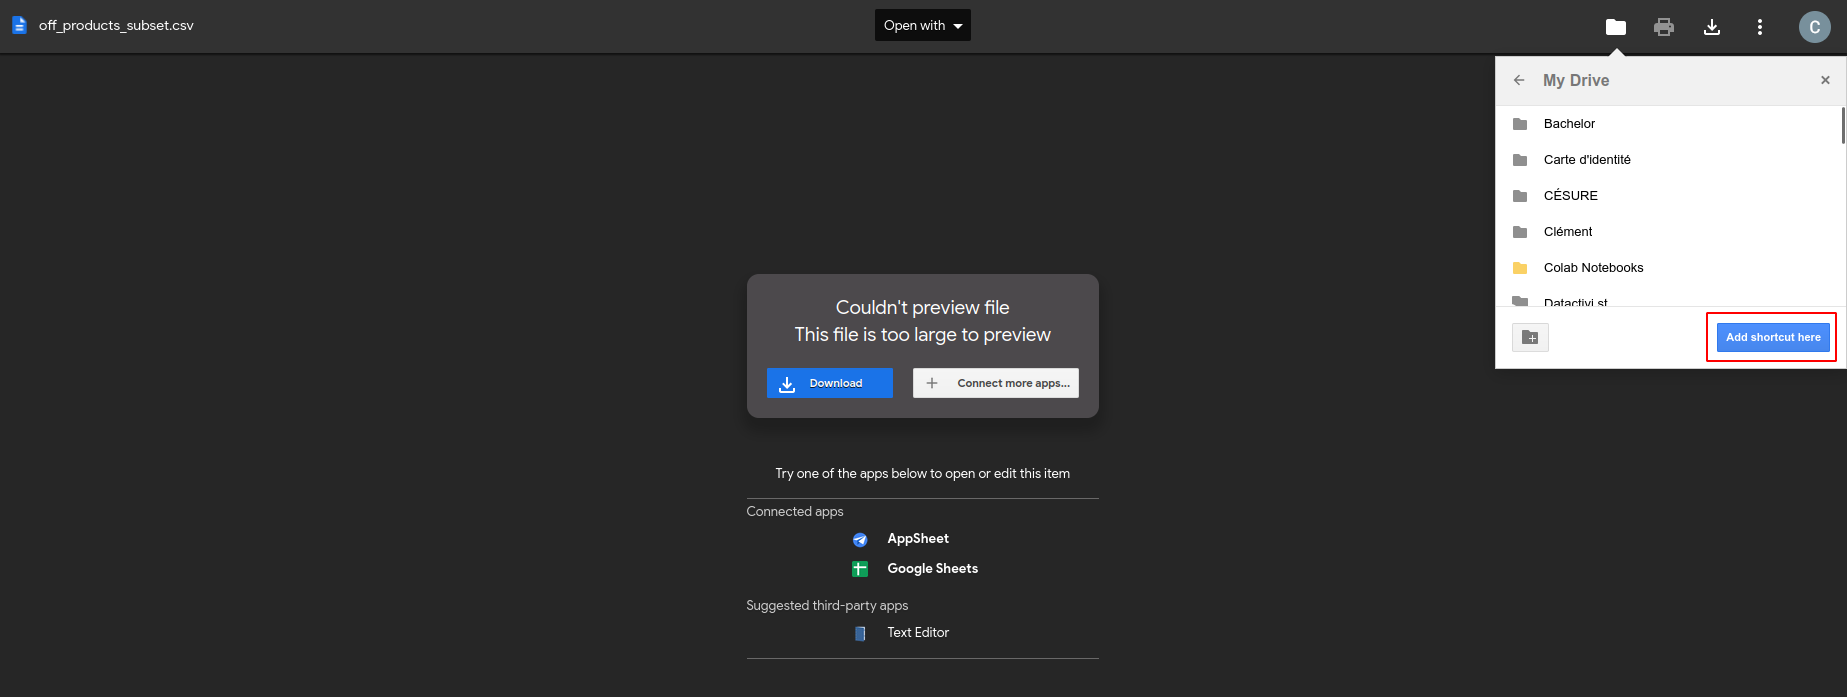 off_products_subset.csv
Open with
C
My Drive
Bachelor
Carte d'identité
CÉSURE
Clément
Colab Notebooks
Datactivi.st
Add shortcut here
Couldn't preview file
This file is too large to preview
Download
Connect more apps...
Try one of the apps below to open or edit this item
Connected apps
AppSheet
Google Sheets
Suggested third-party apps
Text Editor